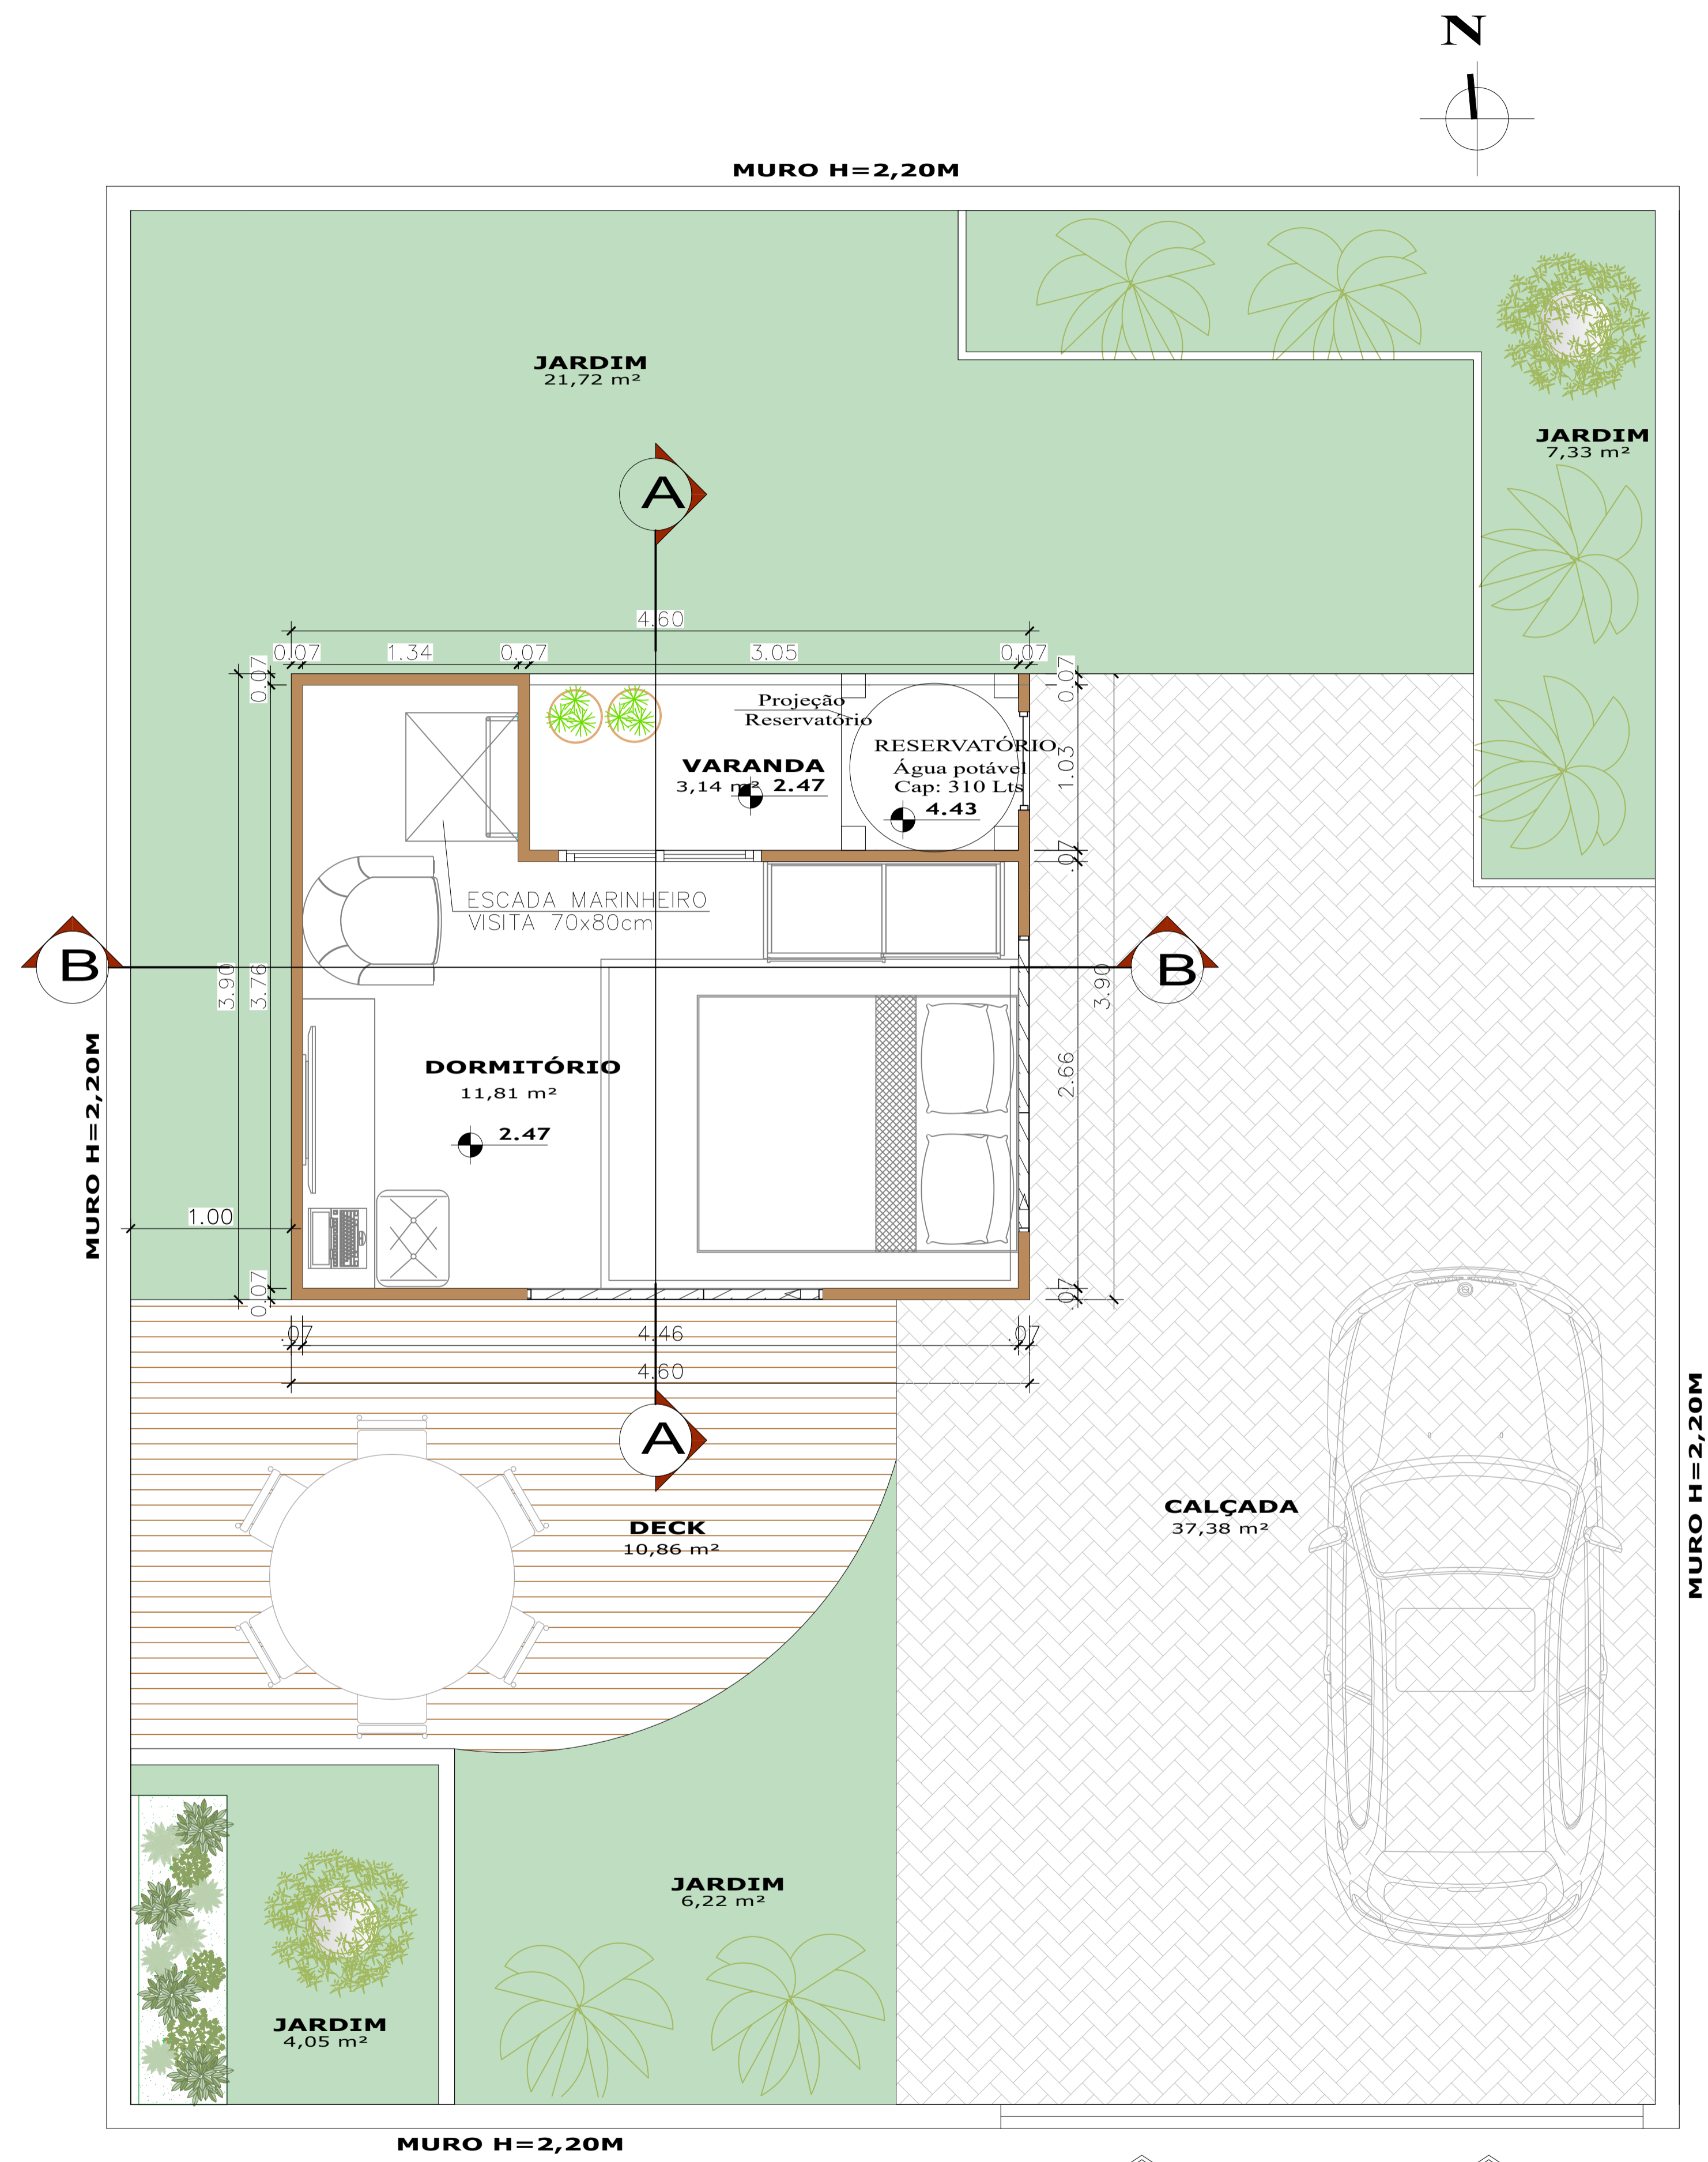 N
MURO H=2,20M
JARDIM
21,72 m²
JARDIM
7,33 m²
A
4.60
0.07
1.34
0.07
3.05
0.07
0.07
0.07
Projeção
Reservatório
RESERVATÓRIO
Água potável
Cap: 310 Lts
4.43
VARANDA
3,14 m²
2.47
1.03
.07
ESCADA MARINHEIRO
VISITA 70x80cm
B
B
3.90
3.76
3.90
MURO H=2,20M
DORMITÓRIO
11,81 m²
2.47
2.66
1.00
0.07
.07
.07
4.46
.07
4.60
A
DECK
10,86 m²
CALÇADA
37,38 m²
MURO H=2,20M
JARDIM
6,22 m²
JARDIM
4,05 m²
MURO H=2,20M